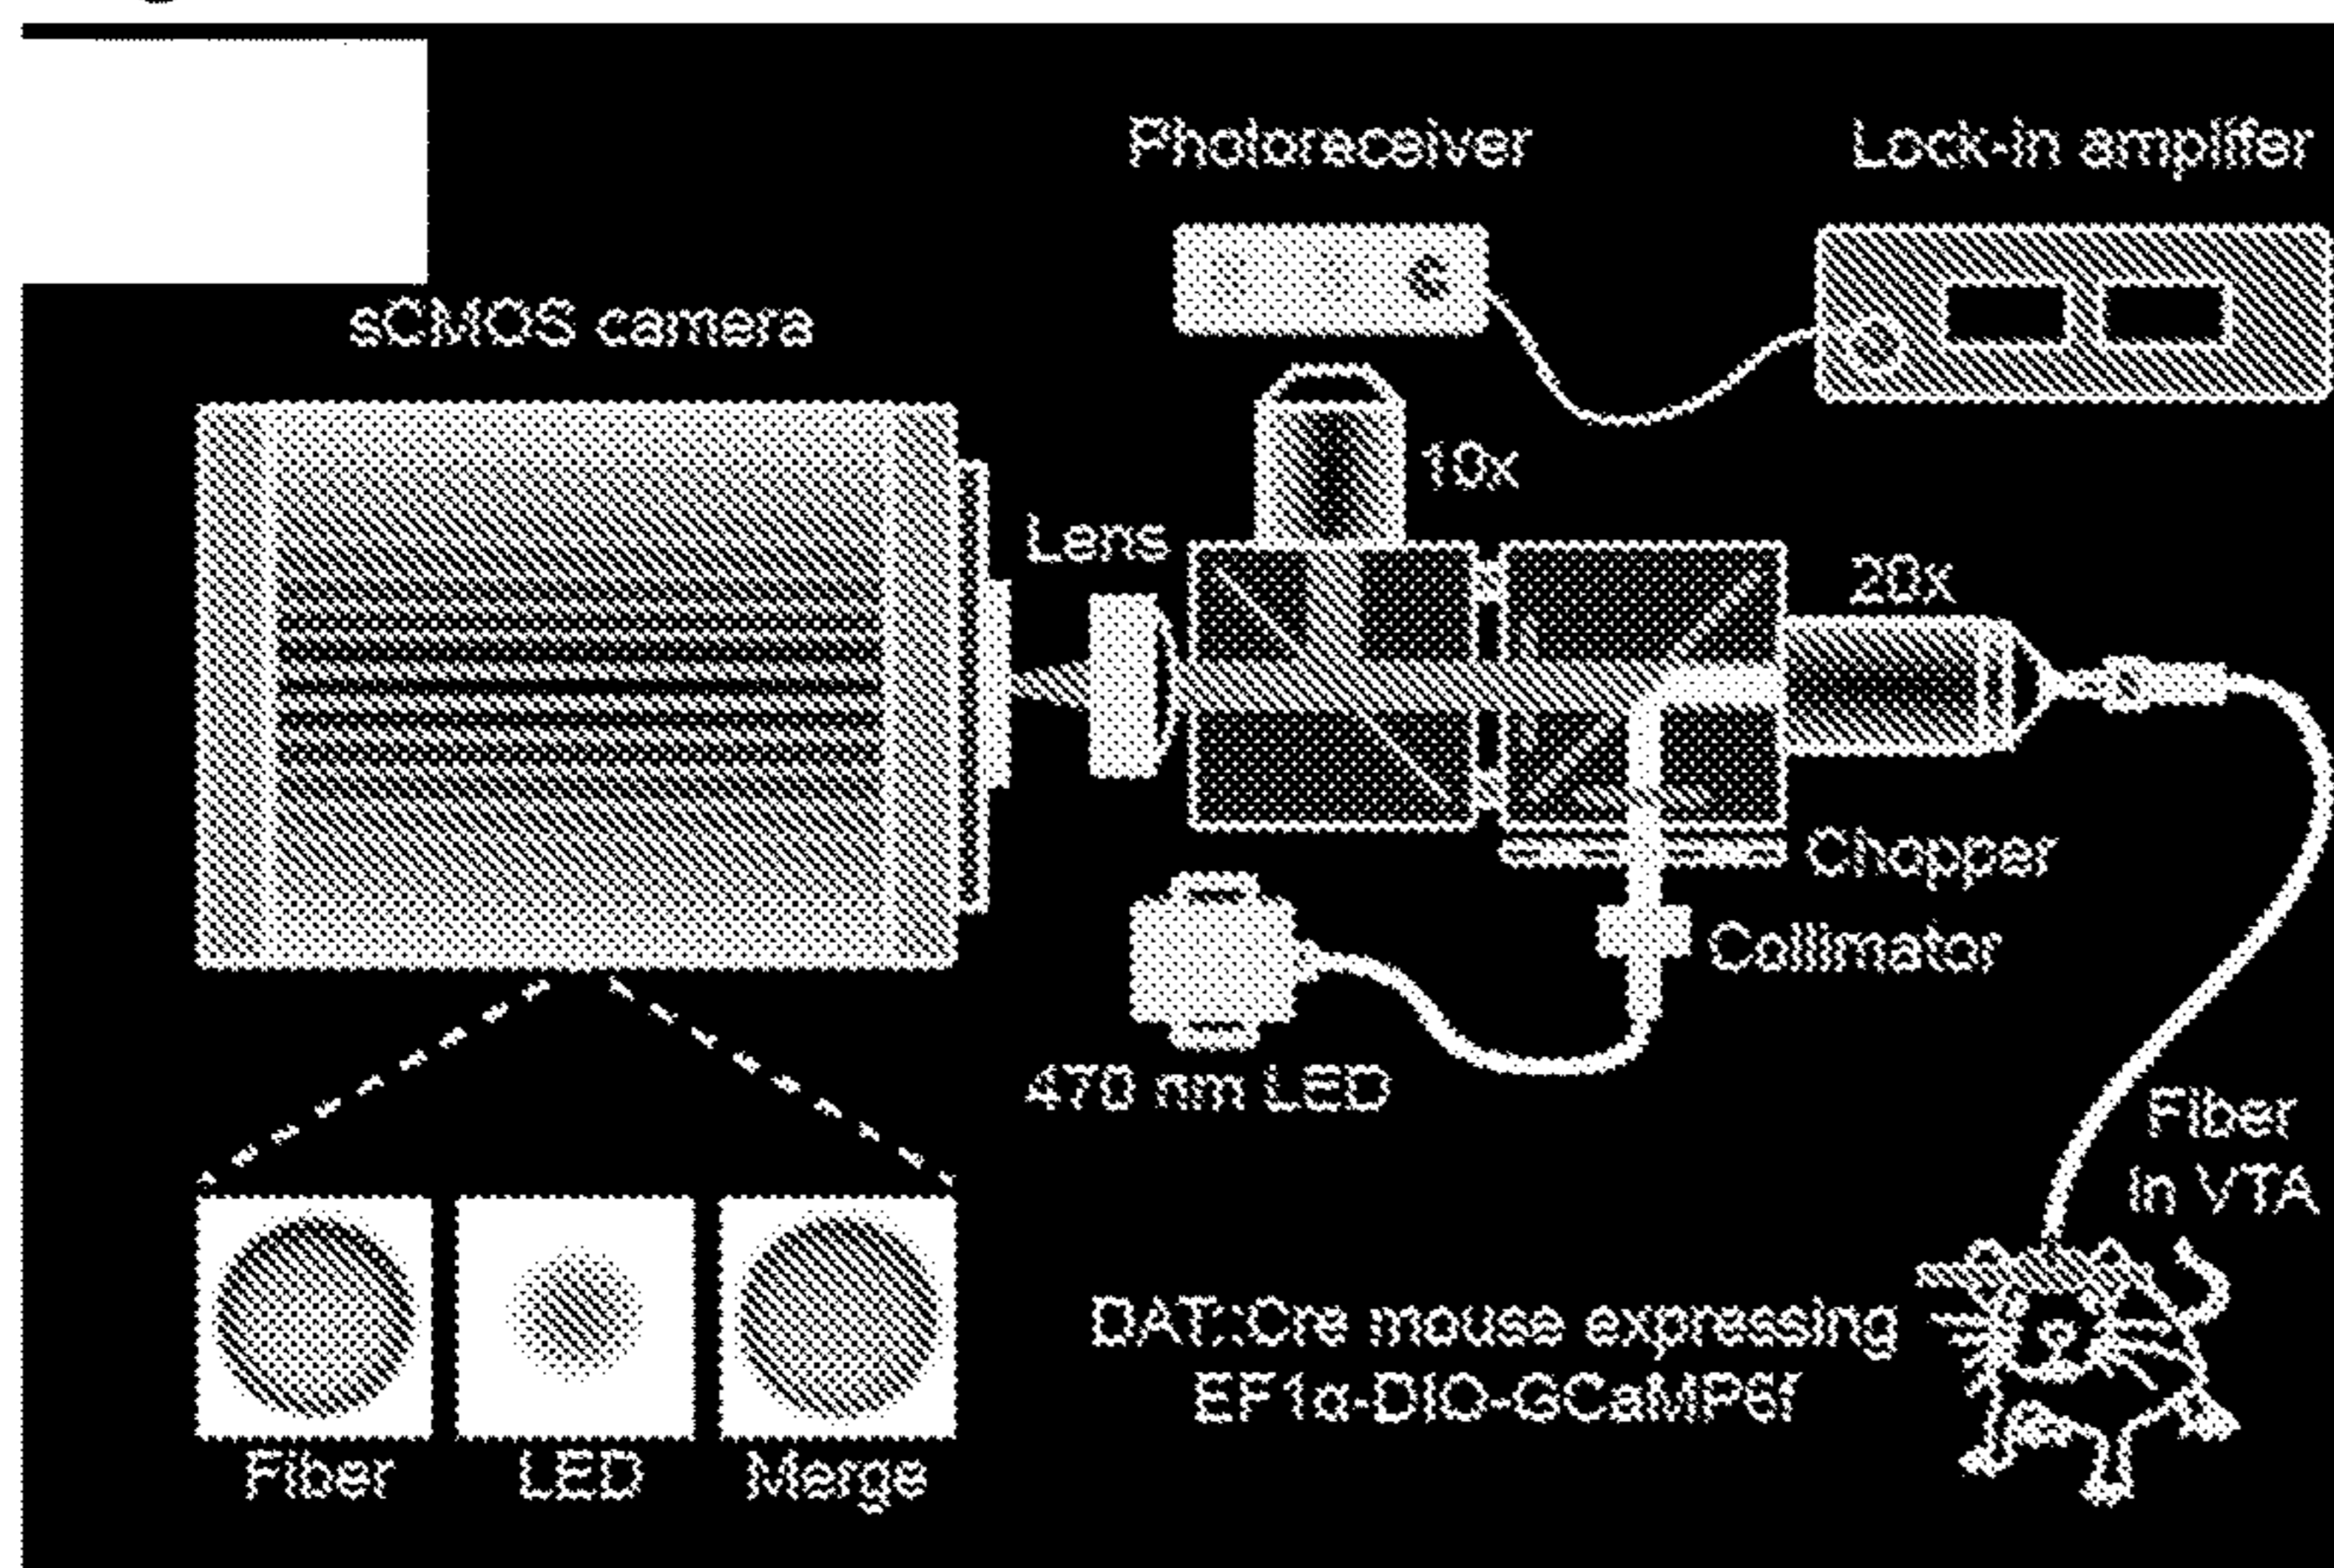 Photoreceiver
Lock-in amplifer
sCMOS camera
10x
Lens
20x
Chopper
Collimator
470 nm LED
Fiber
in VTA
DAT::Cre mouse expressing
EF1α-DIO-GCaMP6f
Fiber
LED
Merge